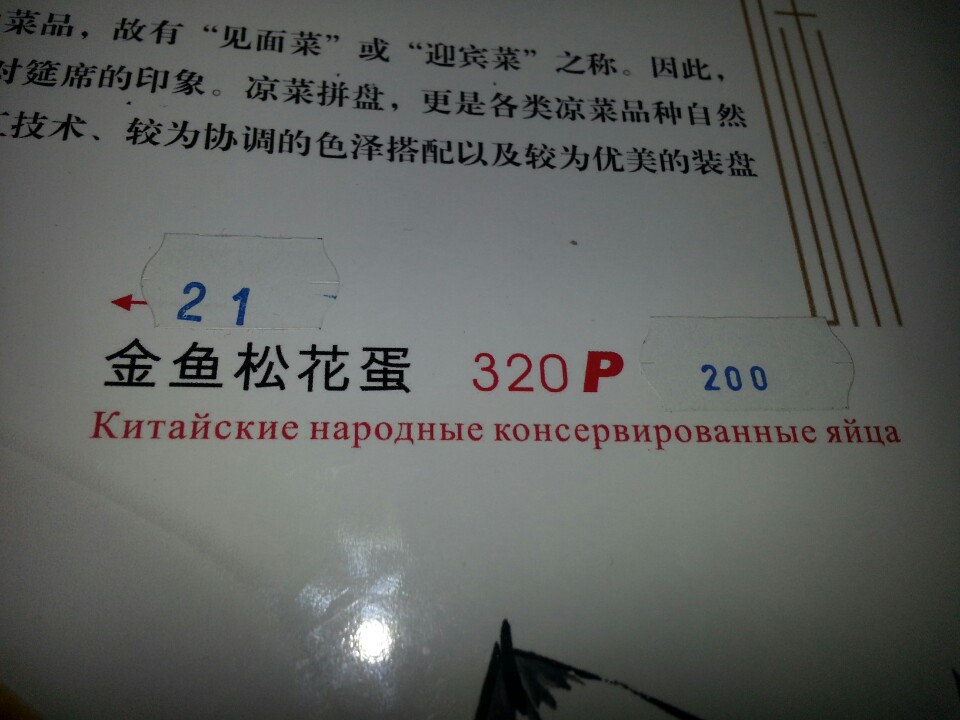 菜品，故有“见面菜”或“迎宾菜”之称。因此，
对筵席的印象。凉菜拼盘，更是各类凉菜品种自然
工技术、较为协调的色泽搭配以及较为优美的装盘
21
金鱼松花蛋 320 P 200
Китайские народные консервированные яйца